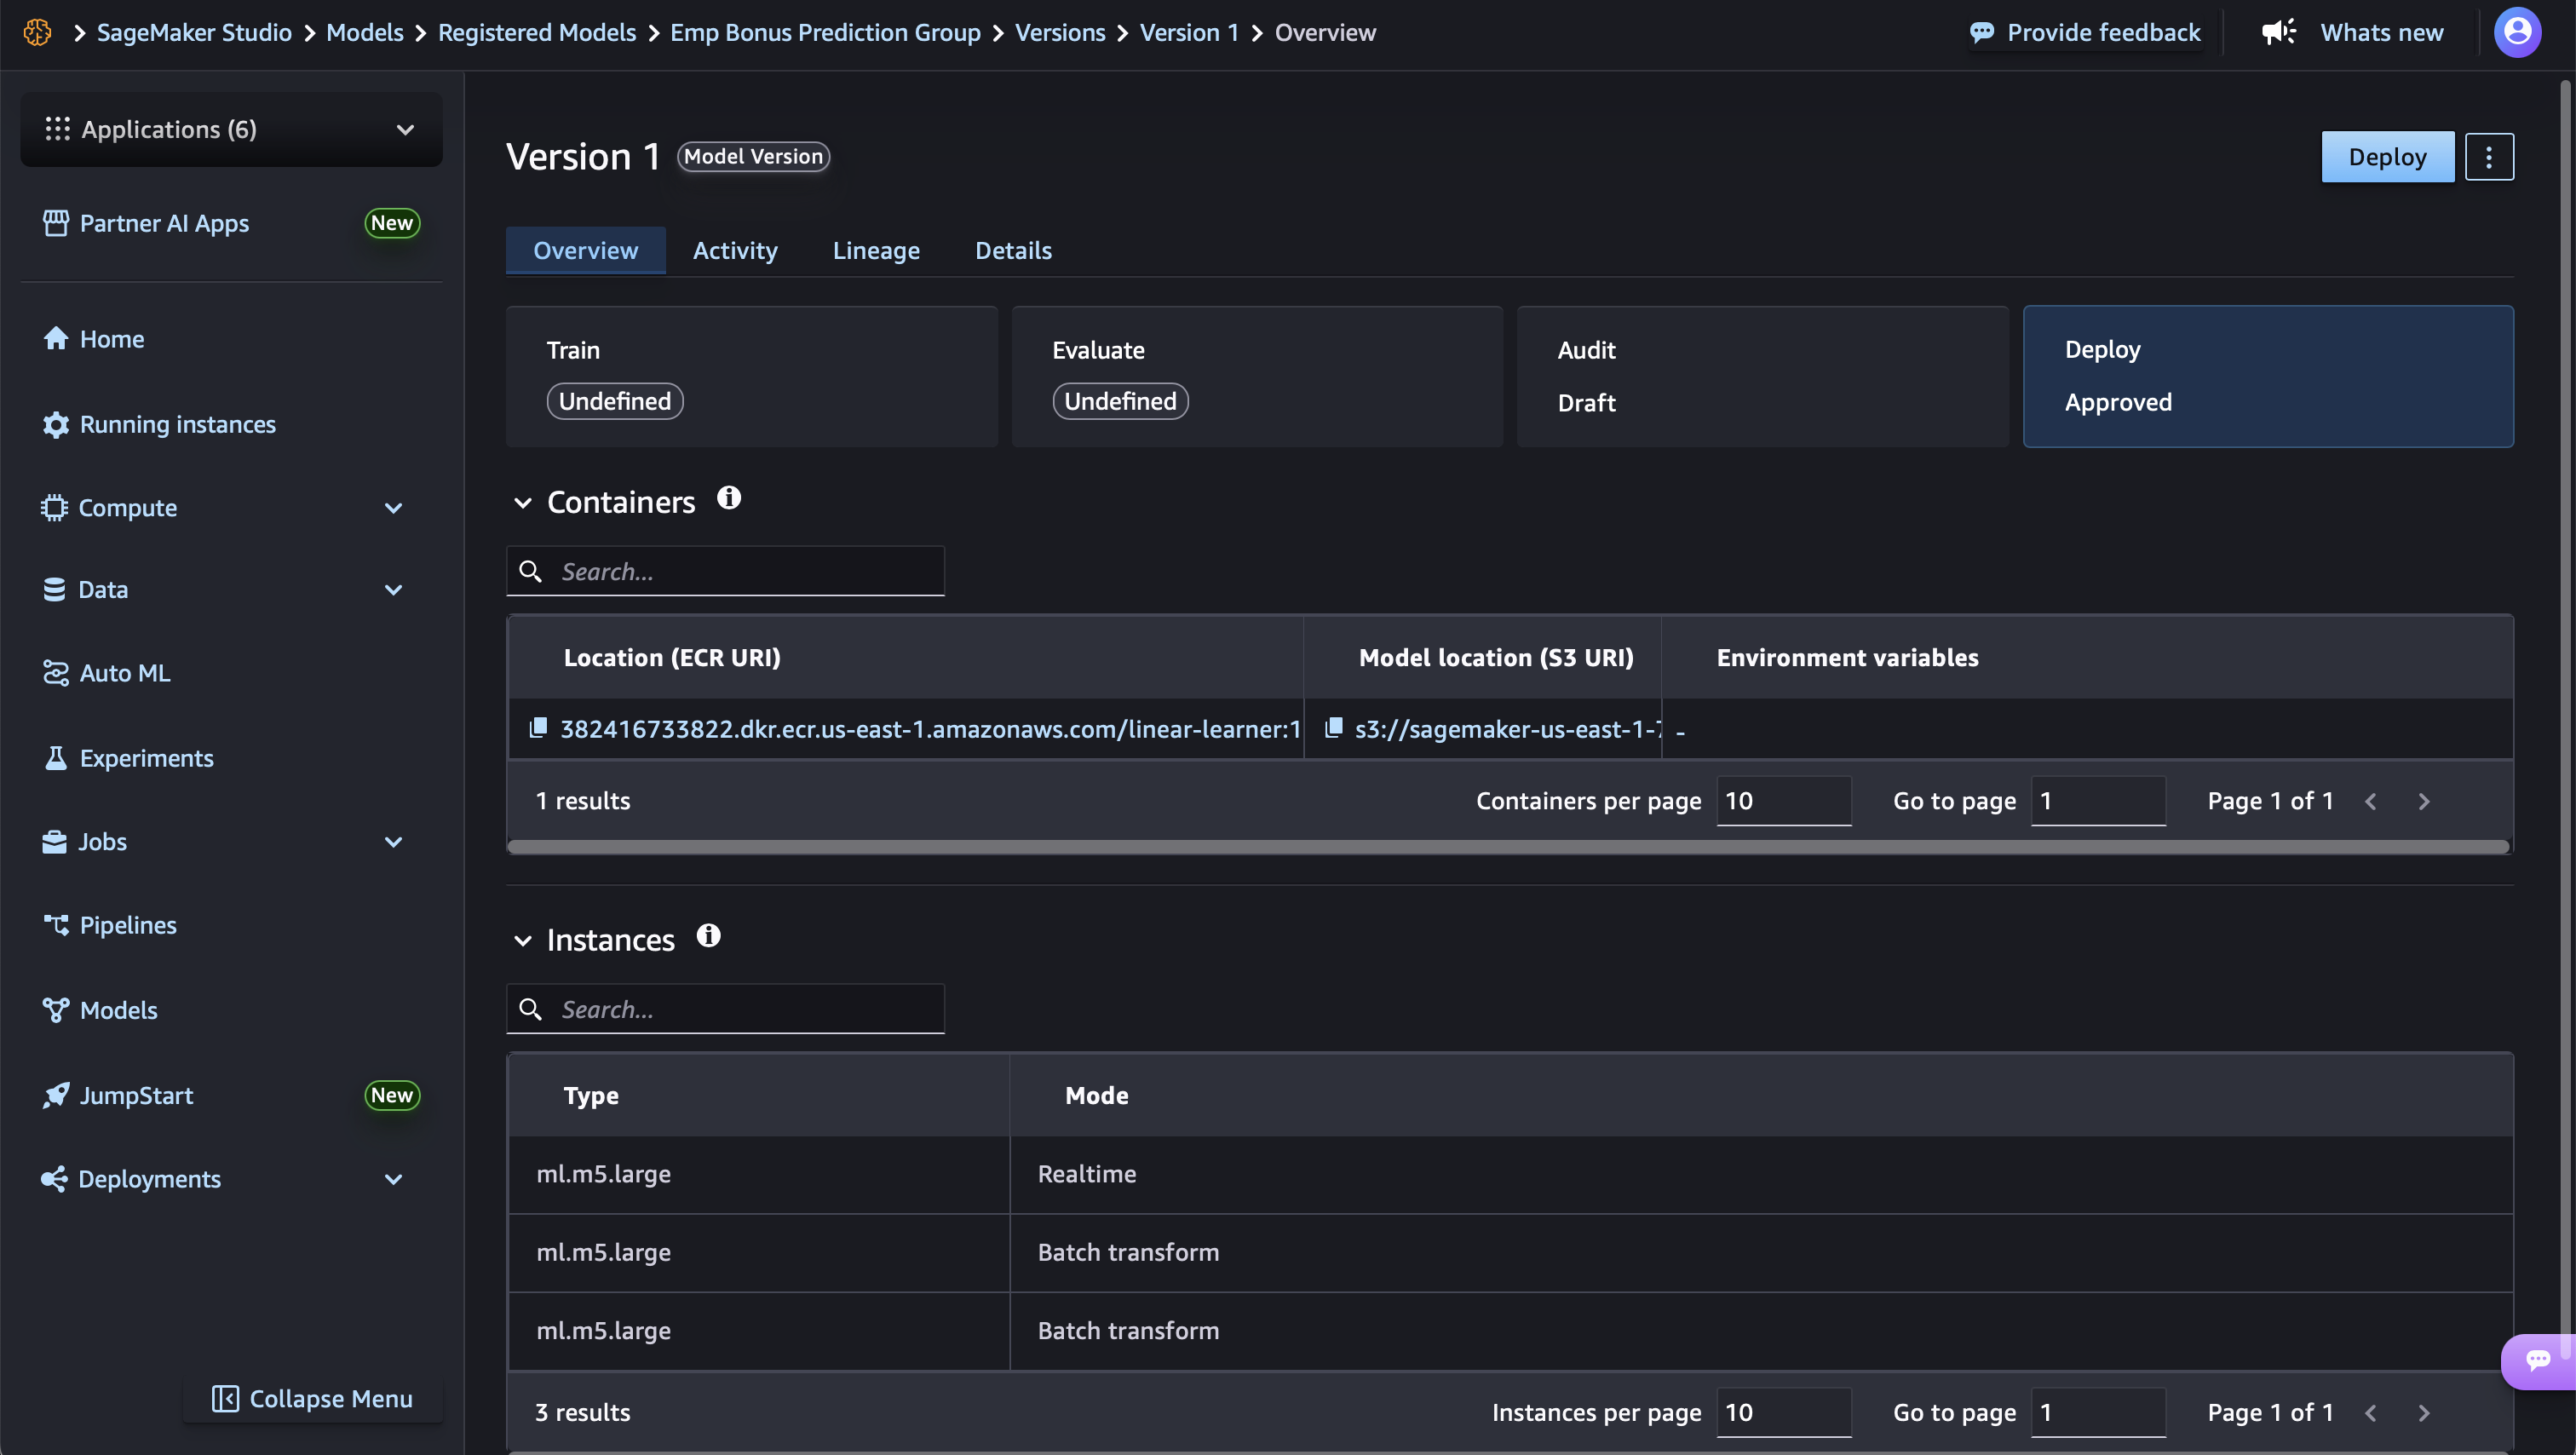 SageMaker Studio Models Registered Models Emp Bonus Prediction Group Versions Version 1 Overview
Provide feedback
Whats new
Applications (6)
Partner AI Apps
New
Home
Running instances
Compute
Data
Auto ML
Experiments
Jobs
Pipelines
Models
JumpStart
New
Deployments
Collapse Menu
Version 1
Model Version
Deploy
Overview
Activity
Lineage
Details
Train
Undefined
Evaluate
Undefined
Audit
Draft
Deploy
Approved
Containers
Search...
Location (ECR URI) Model location (S3 URI) Environment variables
382416733822.dkr.ecr.us-east-1.amazonaws.com/linear-learner:1 s3://sagemaker-us-east-1- -
1 results Containers per page 10 Go to page 1 Page 1 of 1
Instances
Search...
Type Mode
ml.m5.large Realtime
ml.m5.large Batch transform
ml.m5.large Batch transform
3 results Instances per page 10 Go to page 1 Page 1 of 1